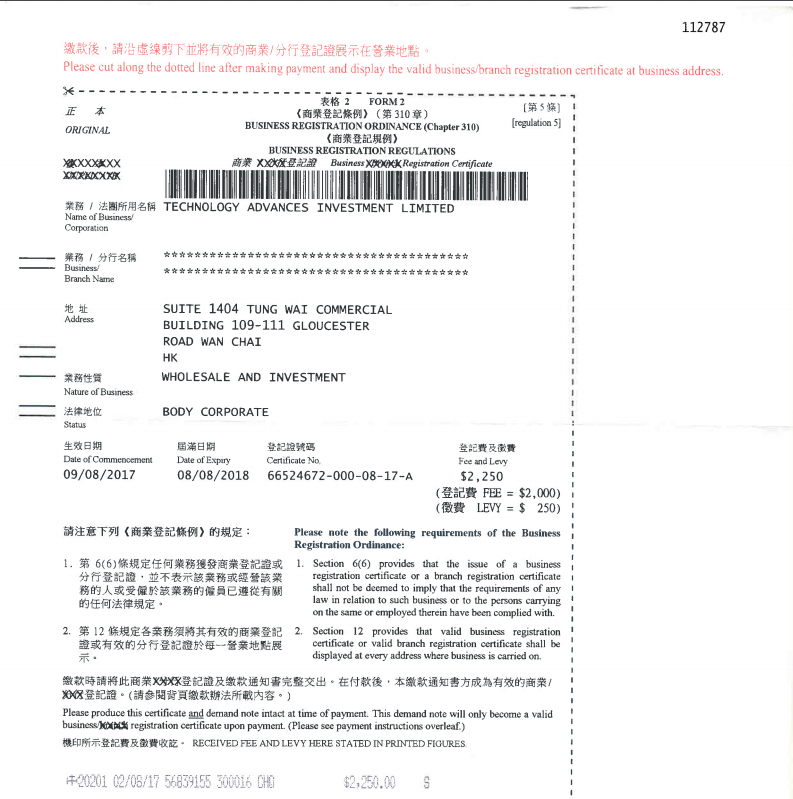 112787
繳款後，請沿虛線剪下並將有效的商業/分行登記證展示在營業地點。
Please cut along the dotted line after making payment and display the valid business/branch registration certificate at business address.
正 本
ORIGINAL
表格 2 FORM 2
《商業登記條例》（第 310 章）
BUSINESS REGISTRATION ORDINANCE (Chapter 310)
《商業登記規例》
BUSINESS REGISTRATION REGULATIONS
[第 5 條]
[regulation 5]
商業 登記證 Business Registration Certificate
業務 / 法團所用名稱 TECHNOLOGY ADVANCES INVESTMENT LIMITED
Name of Business/
Corporation
業務 / 分行名稱 ****************************************
Business/ ****************************************
Branch Name
地 址 SUITE 1404 TUNG WAI COMMERCIAL
Address
BUILDING 109-111 GLOUCESTER
ROAD WAN CHAI
HK
業務性質 WHOLESALE AND INVESTMENT
Nature of Business
法律地位 BODY CORPORATE
Status
生效日期 屆滿日期 登記證號碼 登記費及徵費
Date of Commencement Date of Expiry Certificate No. Fee and Levy
09/08/2017 08/08/2018 66524672-000-08-17-A $2,250
(登記費 FEE = $2,000)
(徵費 LEVY = $ 250)
請注意下列《商業登記條例》的規定：
1. 第 6(6)條規定任何業務獲發商業登記證或
分行登記證，並不表示該業務或經營該業
務的人或受僱於該業務的僱員已遵從有關
的任何法律規定。
2. 第 12 條規定各業務須將其有效的商業登記
證或有效的分行登記證於每一營業地點展
示。
Please note the following requirements of the Business
Registration Ordinance:
1. Section 6(6) provides that the issue of a business
registration certificate or a branch registration certificate
shall not be deemed to imply that the requirements of any
law in relation to such business or to the persons carrying
on the same or employed therein have been complied with.
2. Section 12 provides that valid business registration
certificate or valid branch registration certificate shall be
displayed at every address where business is carried on.
繳款時請將此商業登記證及繳款通知書完整交出。在付款後，本繳款通知書方成為有效的商業/
登記證。(請參閱背頁繳款辦法所載內容。)
Please produce this certificate and demand note intact at time of payment. This demand note will only become a valid
business/ registration certificate upon payment. (Please see payment instructions overleaf.)
機印所示登記費及徵費收訖。 RECEIVED FEE AND LEVY HERE STATED IN PRINTED FIGURES.
20201 02/08/17 56839155 300016 CHQ $2,250.00 S